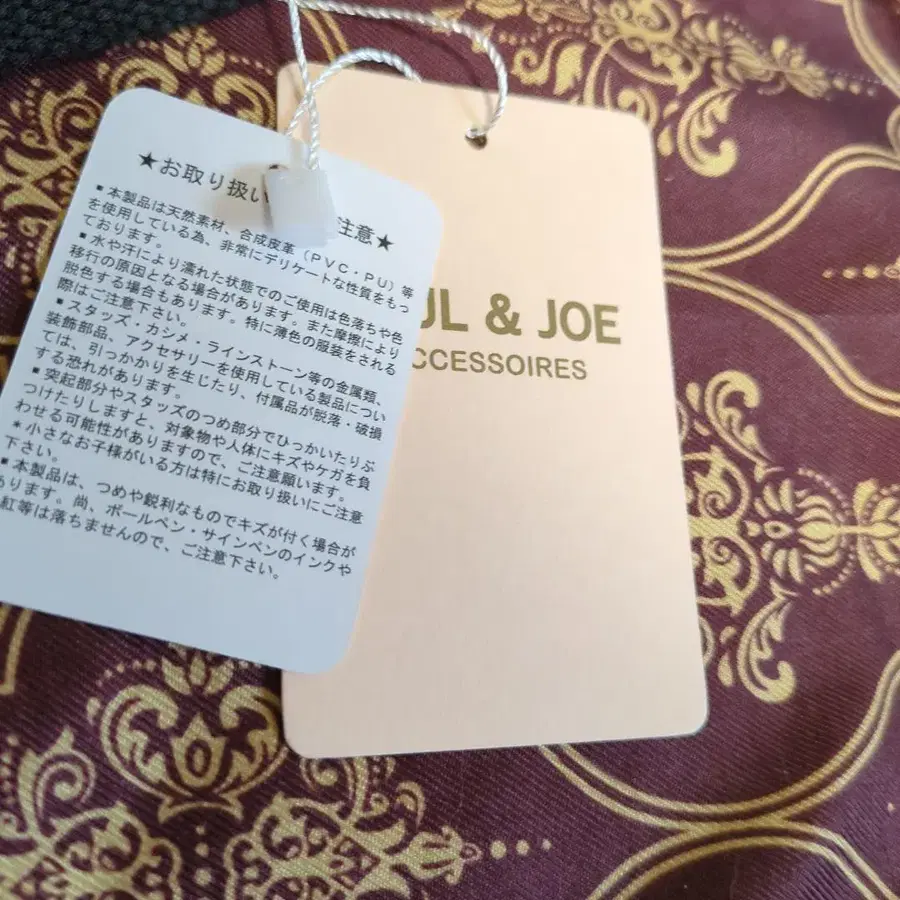 ★お取り扱い 注意★
■本製品は天然素材、合成皮革（ＰＶＣ・ＰＵ）等
を使用している為、非常にデリケートな性質をもっ
ております。
■水や汗により濡れた状態でのご使用は色落ちや色
移行の原因となる場合があります。また摩擦により
脱色する場合もあります。特に薄色の服装をされる
際はご注意下さい。
■スタッズ・カシメ・ラインストーン等の金属類、
装飾部品、アクセサリーを使用している製品につい
ては、引っかかりを生じたり、付属品が脱落・破損
する恐れがあります。
■突起部分やスタッズのつめ部分でひっかいたりぶ
つけたりしますと、対象物や人体にキズやケガを負
わせる可能性がありますので、ご注意願います。
＊小さなお子様がいる方は特にお取り扱いにご注意
下さい。
■本製品は、つめや鋭利なものでキズが付く場合が
あります。尚、ボールペン・サインペンのインクや
紅等は落ちませんので、ご注意下さい。
UL & JOE
CCESSOIRES